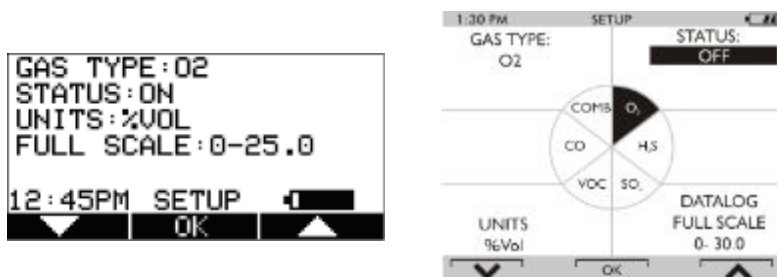 GAS TYPE:O2
STATUS:ON
UNITS:%VOL
FULL SCALE:0-25.0
12:45PM SETUP
OK
1:30 PM SETUP
GAS TYPE:
O2
STATUS:
OFF
COMB O₂
CO H₂S
VOC SO₂
UNITS
%Vol
DATALOG
FULL SCALE
0- 30.0
OK